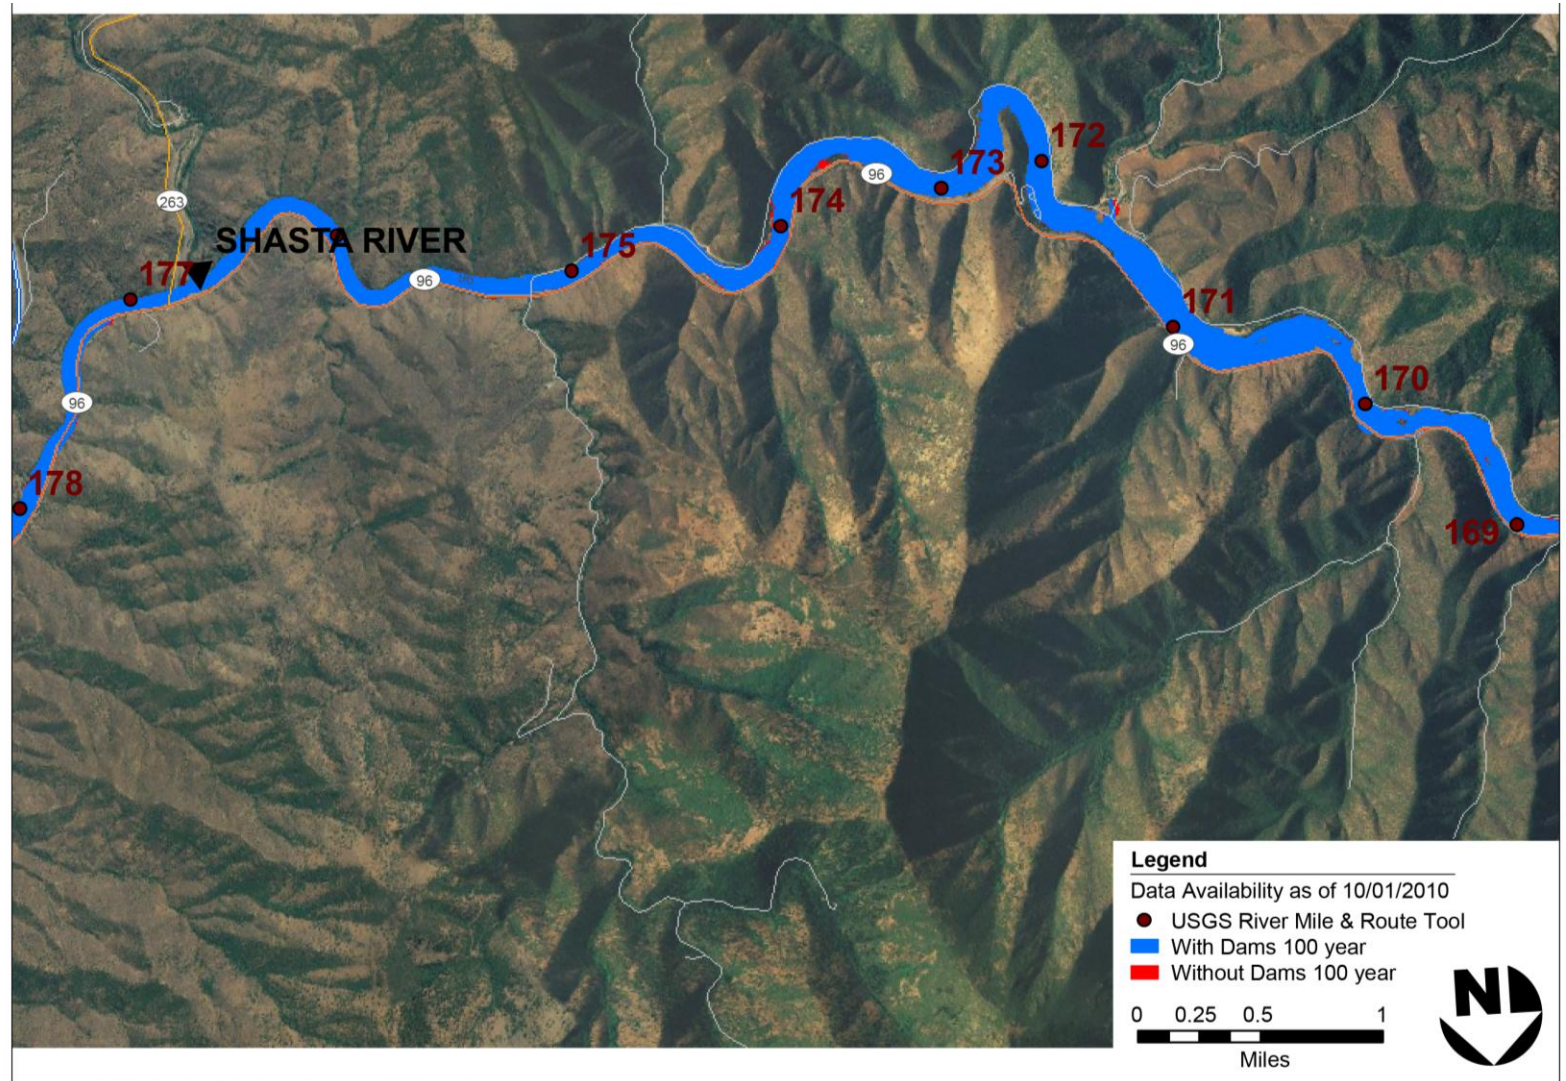 172
173
96
174
263
SHASTA RIVER
175
177
96
96
171
96
170
96
178
169
Legend
Data Availability as of 10/01/2010
USGS River Mile & Route Tool
With Dams 100 year
Without Dams 100 year
0 0.25 0.5 1
Miles
N